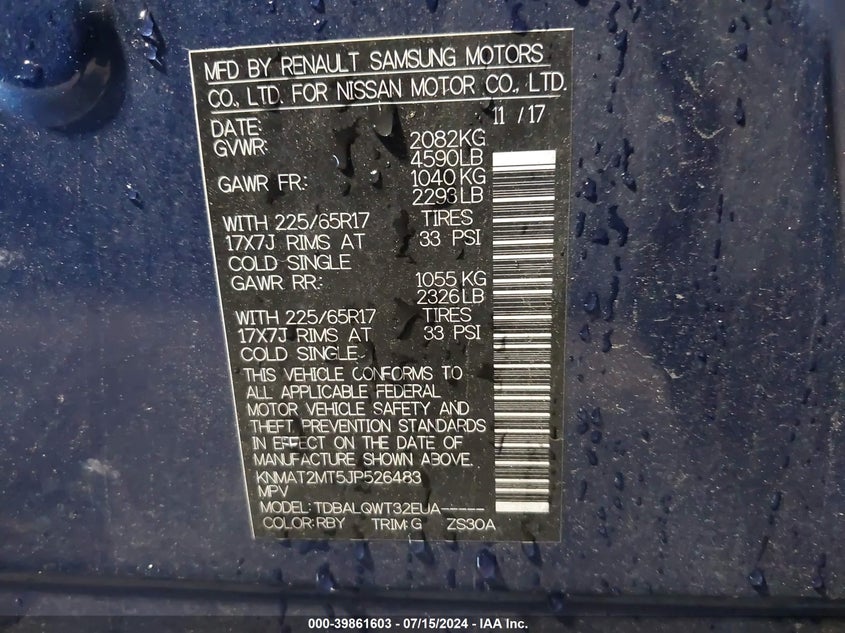 MFD BY RENAULT SAMSUNG MOTORS
CO., LTD. FOR NISSAN MOTOR CO., LTD.
DATE: 11 / 17
GVWR: 2082KG
4590LB
GAWR FR: 1040 KG
2293 LB
WITH 225/65R17 TIRES
17X7J RIMS AT 33 PSI
COLD SINGLE
GAWR RR: 1055 KG
2326 LB
WITH 225/65R17 TIRES
17X7J RIMS AT 33 PSI
COLD SINGLE
THIS VEHICLE CONFORMS TO
ALL APPLICABLE FEDERAL
MOTOR VEHICLE SAFETY AND
THEFT PREVENTION STANDARDS
IN EFFECT ON THE DATE OF
MANUFACTURE SHOWN ABOVE.
KNMAT2MT5JP526483
MPV
MODEL: TDBALQWT32EUA-----
COLOR:RBY TRIM:G ZS30A
000-39861603 - 07/15/2024 - IAA Inc.